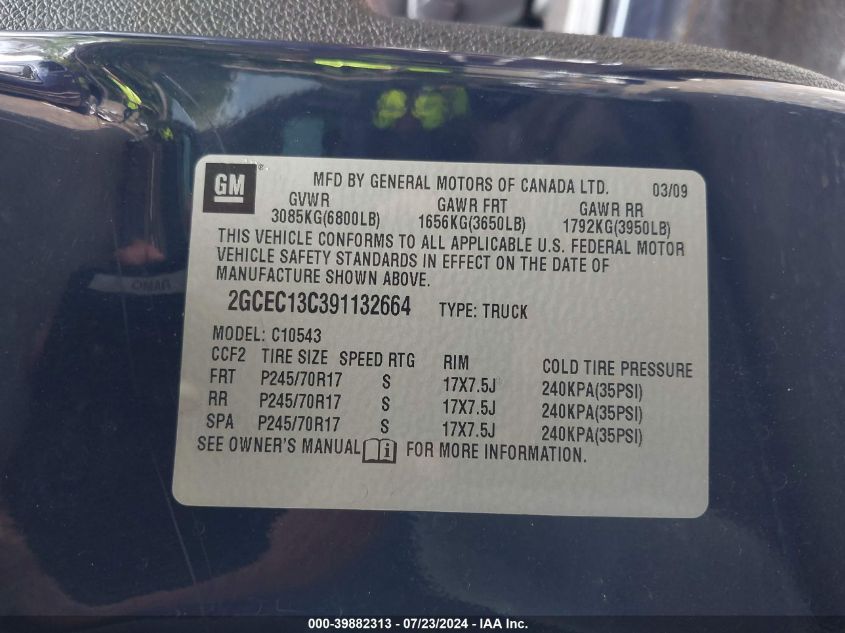 GM
MFD BY GENERAL MOTORS OF CANADA LTD. 03/09
GVWR GAWR FRT GAWR RR
3085KG(6800LB) 1656KG(3650LB) 1792KG(3950LB)
THIS VEHICLE CONFORMS TO ALL APPLICABLE U.S. FEDERAL MOTOR
VEHICLE SAFETY STANDARDS IN EFFECT ON THE DATE OF
MANUFACTURE SHOWN ABOVE.
2GCEC13C391132664 TYPE: TRUCK
MODEL: C10543
CCF2 TIRE SIZE SPEED RTG RIM COLD TIRE PRESSURE
FRT P245/70R17 S 17X7.5J 240KPA(35PSI)
RR P245/70R17 S 17X7.5J 240KPA(35PSI)
SPA P245/70R17 S 17X7.5J 240KPA(35PSI)
SEE OWNER'S MANUAL i FOR MORE INFORMATION.
000-39882313 - 07/23/2024 - IAA Inc.